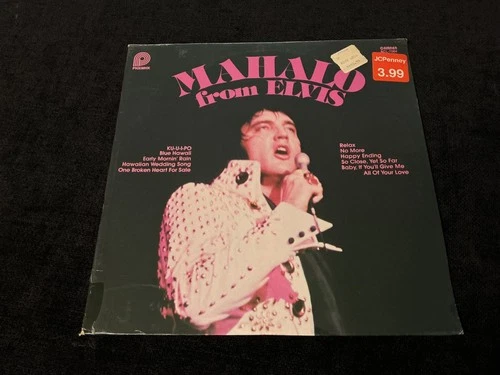 PICKWICK
CAMDEN
JCPenney
3.99
MAHALO
from ELVIS
KU-U-I-PO
Blue Hawaii
Early Mornin' Rain
Hawaiian Wedding Song
One Broken Heart For Sale
Relax
No More
Happy Ending
So Close, Yet So Far
Baby, If You'll Give Me
All Of Your Love